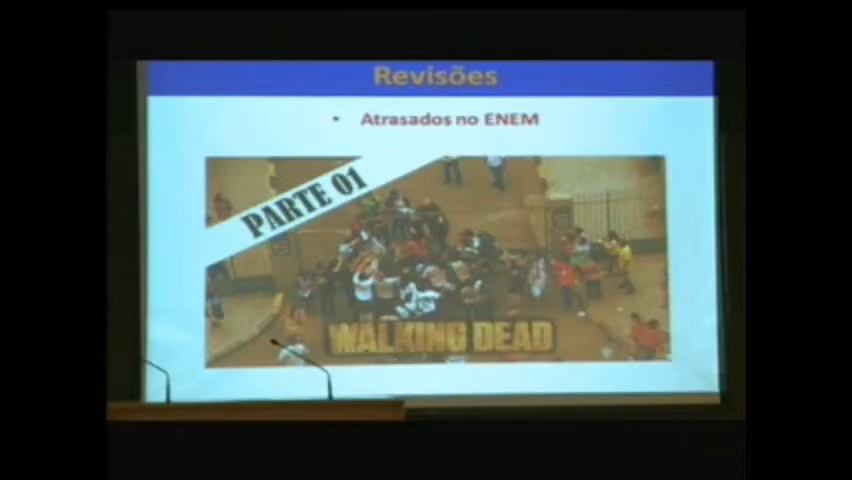 Revisões
• Atrasados no ENEM
PARTE 01
WALKING DEAD